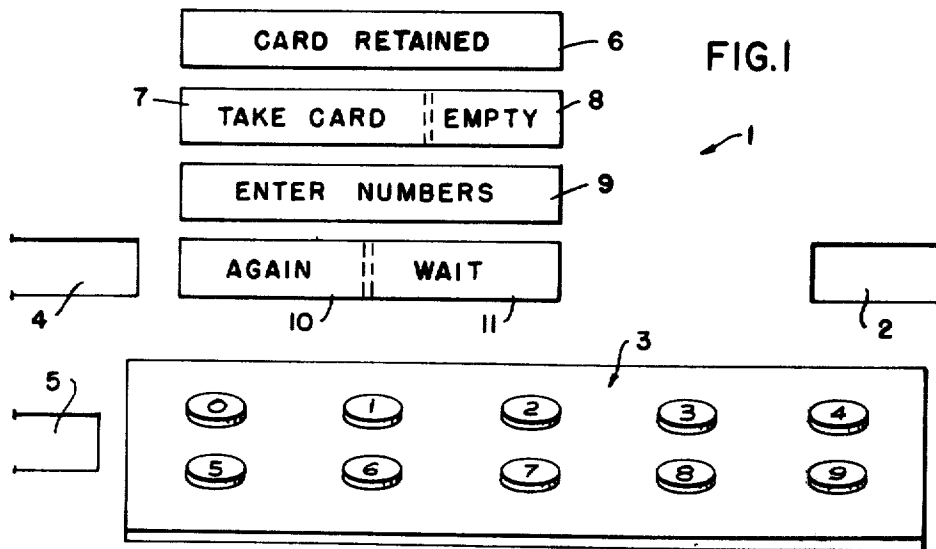 CARD RETAINED 6
FIG.1
7 TAKE CARD EMPTY 8
1
ENTER NUMBERS 9
AGAIN WAIT
4 10 11 2
3
5
0 1 2 3 4
5 6 7 8 9